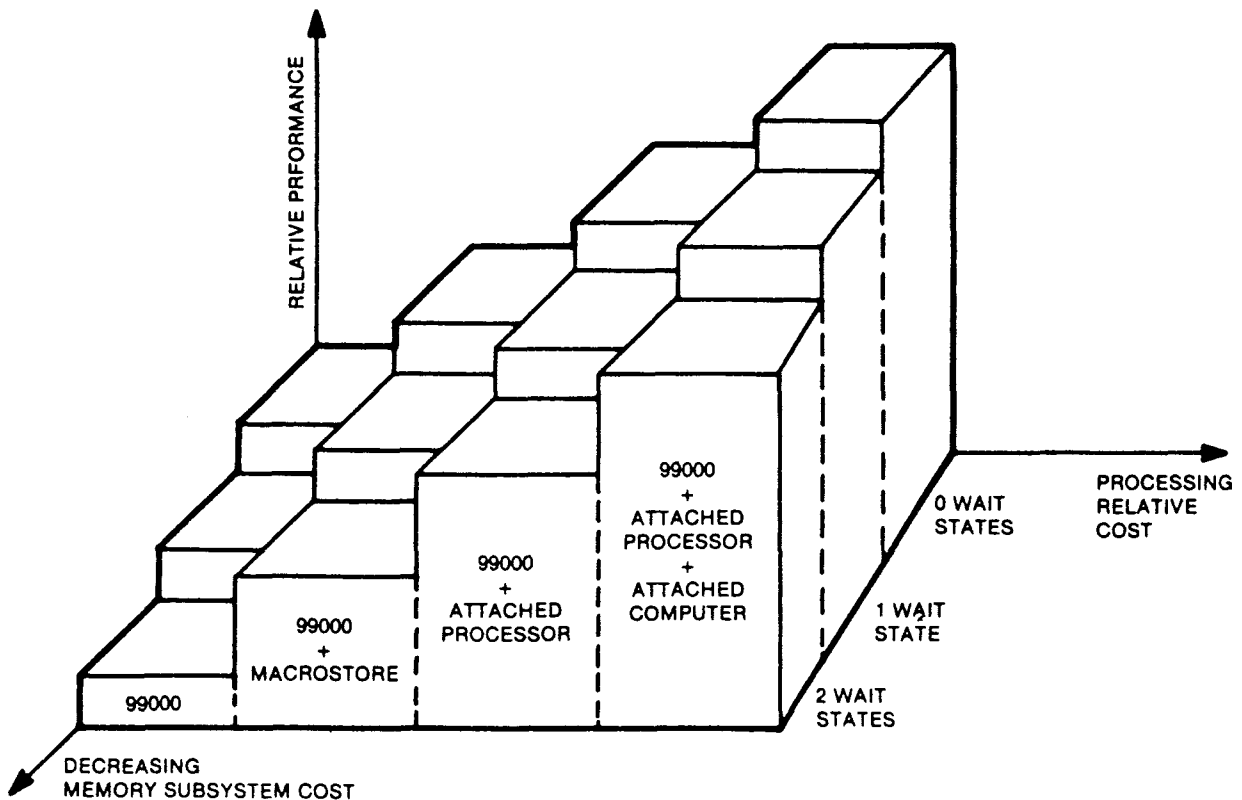 RELATIVE PRFORMANCE
PROCESSING
RELATIVE
COST
0 WAIT
STATES
1 WAIT
STATE
2 WAIT
STATES
99000
+
ATTACHED
PROCESSOR
+
ATTACHED
COMPUTER
99000
+
ATTACHED
PROCESSOR
99000
+
MACROSTORE
99000
DECREASING
MEMORY SUBSYSTEM COST